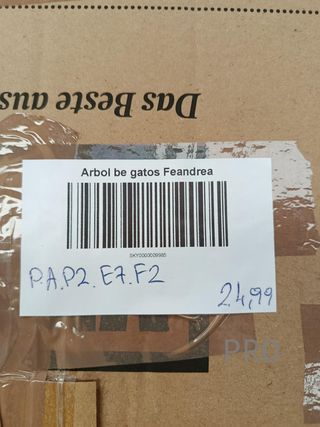 Das Beste aus
Arbol be gatos Feandrea
SKY0000009985
P.A.P2.E7.F2
24,99
PRO